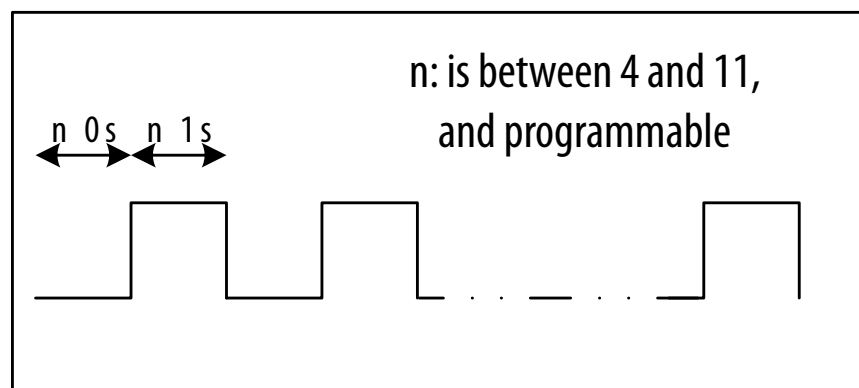 n: is between 4 and 11,
and programmable
n 0s n 1s